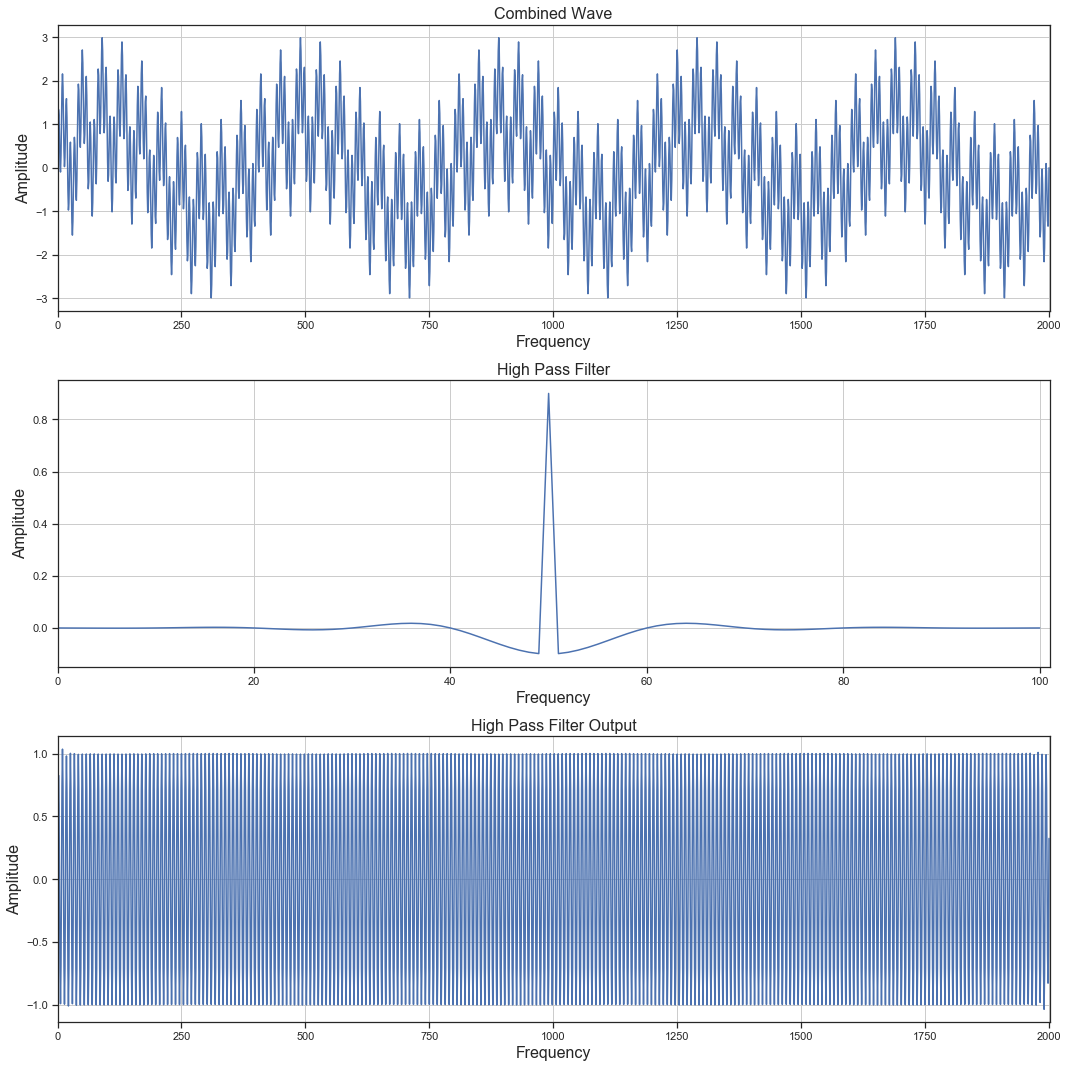 Combined Wave
Amplitude
3
2
1
0
−1
−2
−3
0 250 500 750 1000 1250 1500 1750 2000
Frequency
High Pass Filter
Amplitude
0.8
0.6
0.4
0.2
0.0
0 20 40 60 80 100
Frequency
High Pass Filter Output
Amplitude
1.0
0.5
0.0
−0.5
−1.0
0 250 500 750 1000 1250 1500 1750 2000
Frequency